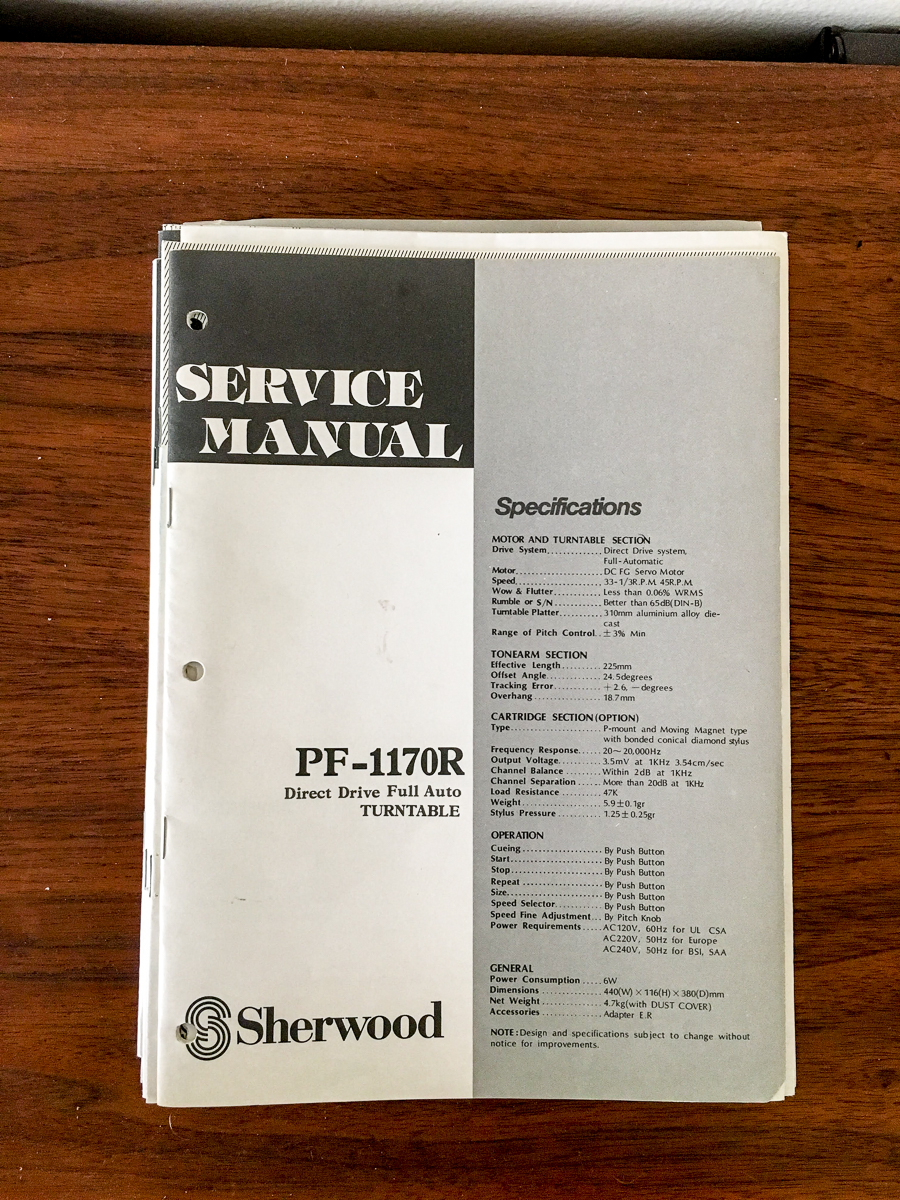 SERVICE
MANUAL
PF-1170R
Direct Drive Full Auto
TURNTABLE
Sherwood
Specifications
MOTOR AND TURNTABLE SECTION
Drive System.............. Direct Drive system,
Full-Automatic
Motor...................... DC FG Servo Motor
Speed...................... 33-1/3R.P.M. 45R.P.M.
Wow & Flutter............ Less than 0.06% WRMS
Rumble or S/N............ Better than 65dB(DIN-B)
Turntable Platter........... 310mm aluminium alloy die-
cast
Range of Pitch Control.. ±3% Min
TONEARM SECTION
Effective Length.......... 225mm
Offset Angle.............. 24.5degrees
Tracking Error............ +2.6, — degrees
Overhang................. 18.7mm
CARTRIDGE SECTION(OPTION)
Type....................... P-mount and Moving Magnet type
with bonded conical diamond stylus
Frequency Response...... 20~20,000Hz
Output Voltage........... 3.5mV at 1KHz 3.54cm/sec
Channel Balance ......... Within 2dB at 1KHz
Channel Separation ...... More than 20dB at 1KHz
Load Resistance .......... 47K
Weight.................... 5.9±0.1gr
Stylus Pressure ........... 1.25±0.25gr
OPERATION
Cueing..................... By Push Button
Start....................... By Push Button
Stop....................... By Push Button
Repeat .................... By Push Button
Size........................ By Push Button
Speed Selector............ By Push Button
Speed Fine Adjustment... By Pitch Knob
Power Requirements..... AC120V, 60Hz for UL CSA
AC220V, 50Hz for Europe
AC240V, 50Hz for BSI, SAA
GENERAL
Power Consumption ..... 6W
Dimensions ................ 440(W)×116(H)×380(D)mm
Net Weight ................ 4.7kg(with DUST COVER)
Accessories ................ Adapter E.R
NOTE:Design and specifications subject to change without
notice for improvements.